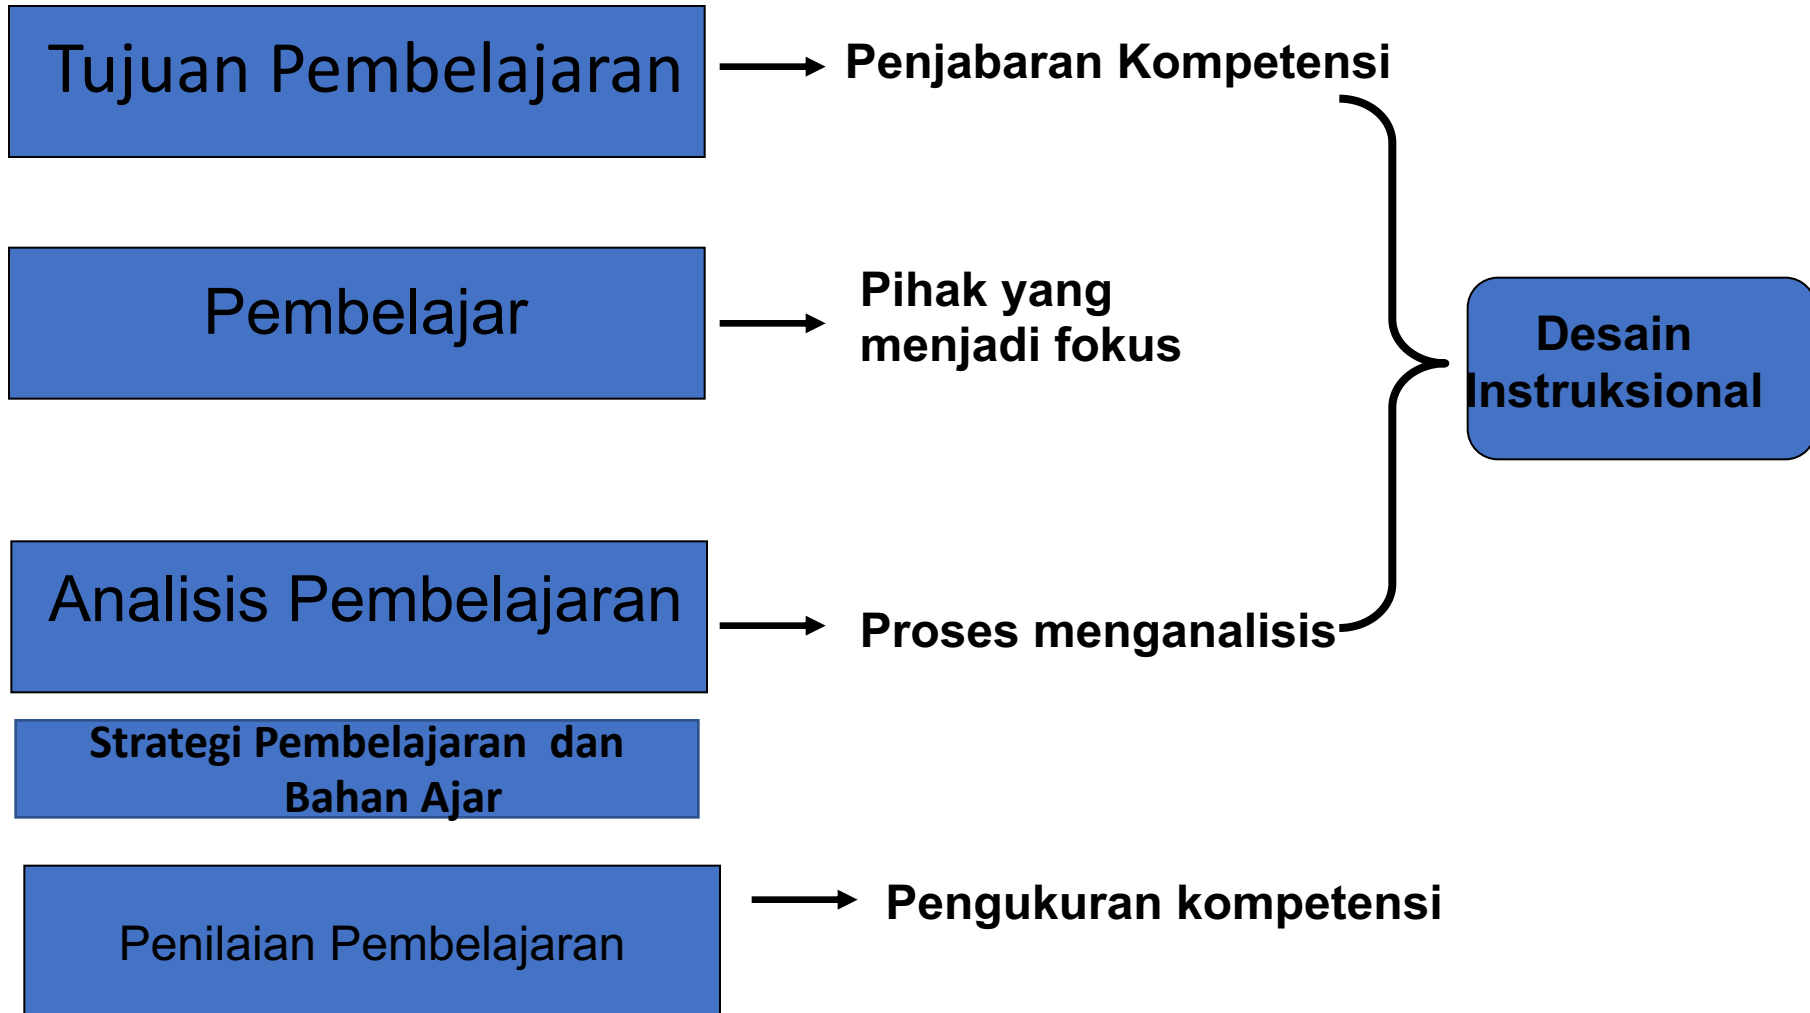 Tujuan Pembelajaran
Penjabaran Kompetensi
Pembelajar
Pihak yang
menjadi fokus
Desain
Instruksional
Analisis Pembelajaran
Proses menganalisis
Strategi Pembelajaran dan
Bahan Ajar
Penilaian Pembelajaran
Pengukuran kompetensi